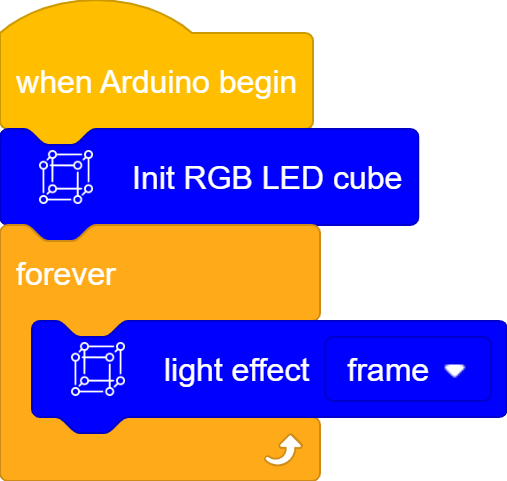 when Arduino begin
Init RGB LED cube
forever
light effect frame